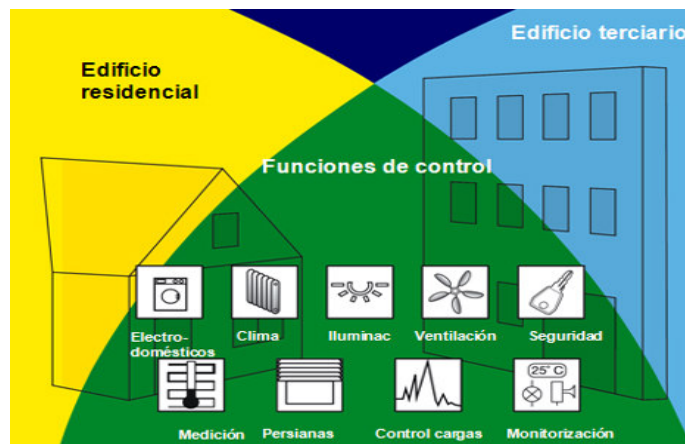 Edificio terciario
Edificio
residencial
Funciones de control
Electro-
domésticos
Clima
Iluminac
Ventilación
Seguridad
25° C
Medición
Persianas
Control cargas
Monitorización